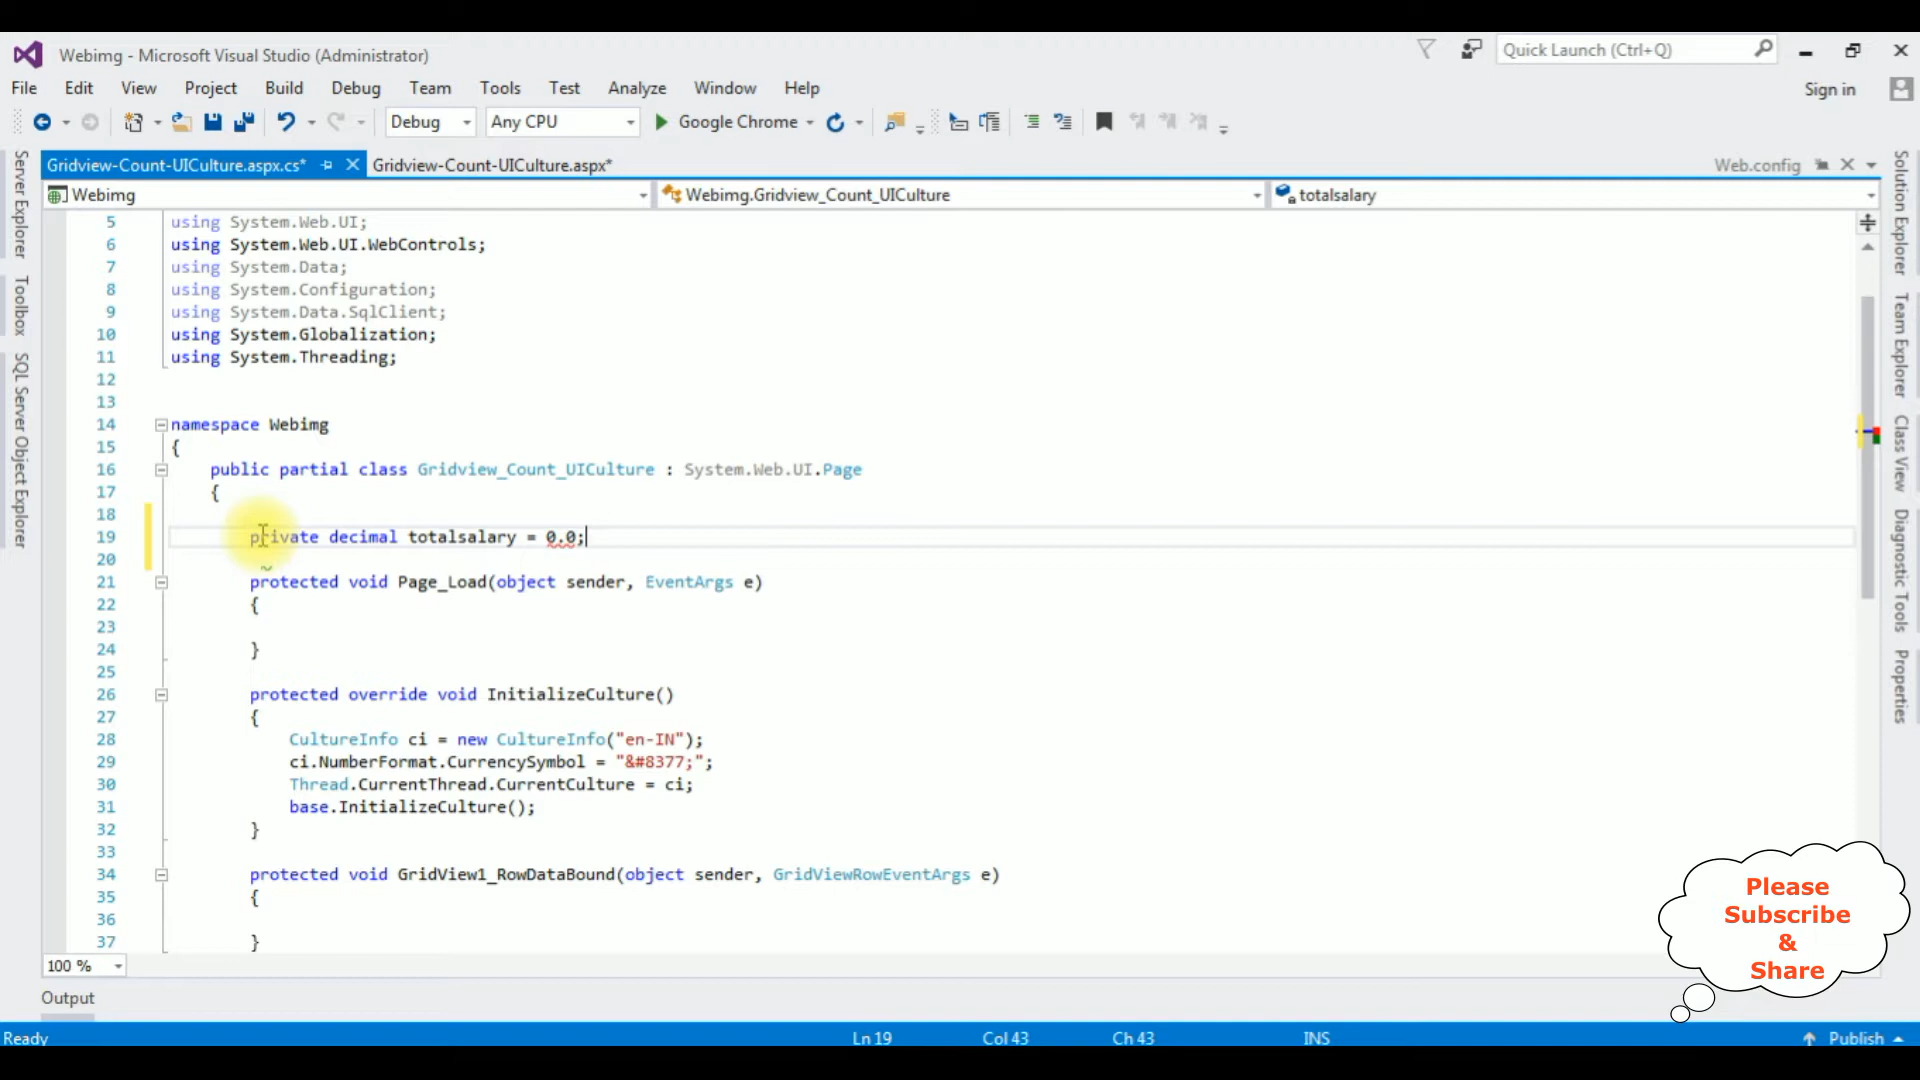 Webimg - Microsoft Visual Studio (Administrator)
Quick Launch (Ctrl+Q)
File Edit View Project Build Debug Team Tools Test Analyze Window Help
Sign in
Debug Any CPU Google Chrome
Gridview-Count-UICulture.aspx.cs* Gridview-Count-UICulture.aspx* Web.config
Webimg Webimg.Gridview_Count_UICulture totalsalary
5 using System.Web.UI;
6 using System.Web.UI.WebControls;
7 using System.Data;
8 using System.Configuration;
9 using System.Data.SqlClient;
10 using System.Globalization;
11 using System.Threading;
12
13
14 namespace Webimg
15 {
16 public partial class Gridview_Count_UICulture : System.Web.UI.Page
17 {
18
19 private decimal totalsalary = 0.0;
20
21 protected void Page_Load(object sender, EventArgs e)
22 {
23
24 }
25
26 protected override void InitializeCulture()
27 {
28 CultureInfo ci = new CultureInfo("en-IN");
29 ci.NumberFormat.CurrencySymbol = "&#8377;";
30 Thread.CurrentThread.CurrentCulture = ci;
31 base.InitializeCulture();
32 }
33
34 protected void GridView1_RowDataBound(object sender, GridViewRowEventArgs e)
35 {
36
37 }
100 %
Output
Ready Ln 19 Col 43 Ch 43 INS Publish
Server Explorer
Toolbox
SQL Server Object Explorer
Solution Explorer
Team Explorer
Class View
Diagnostic Tools
Properties
Please
Subscribe
&
Share